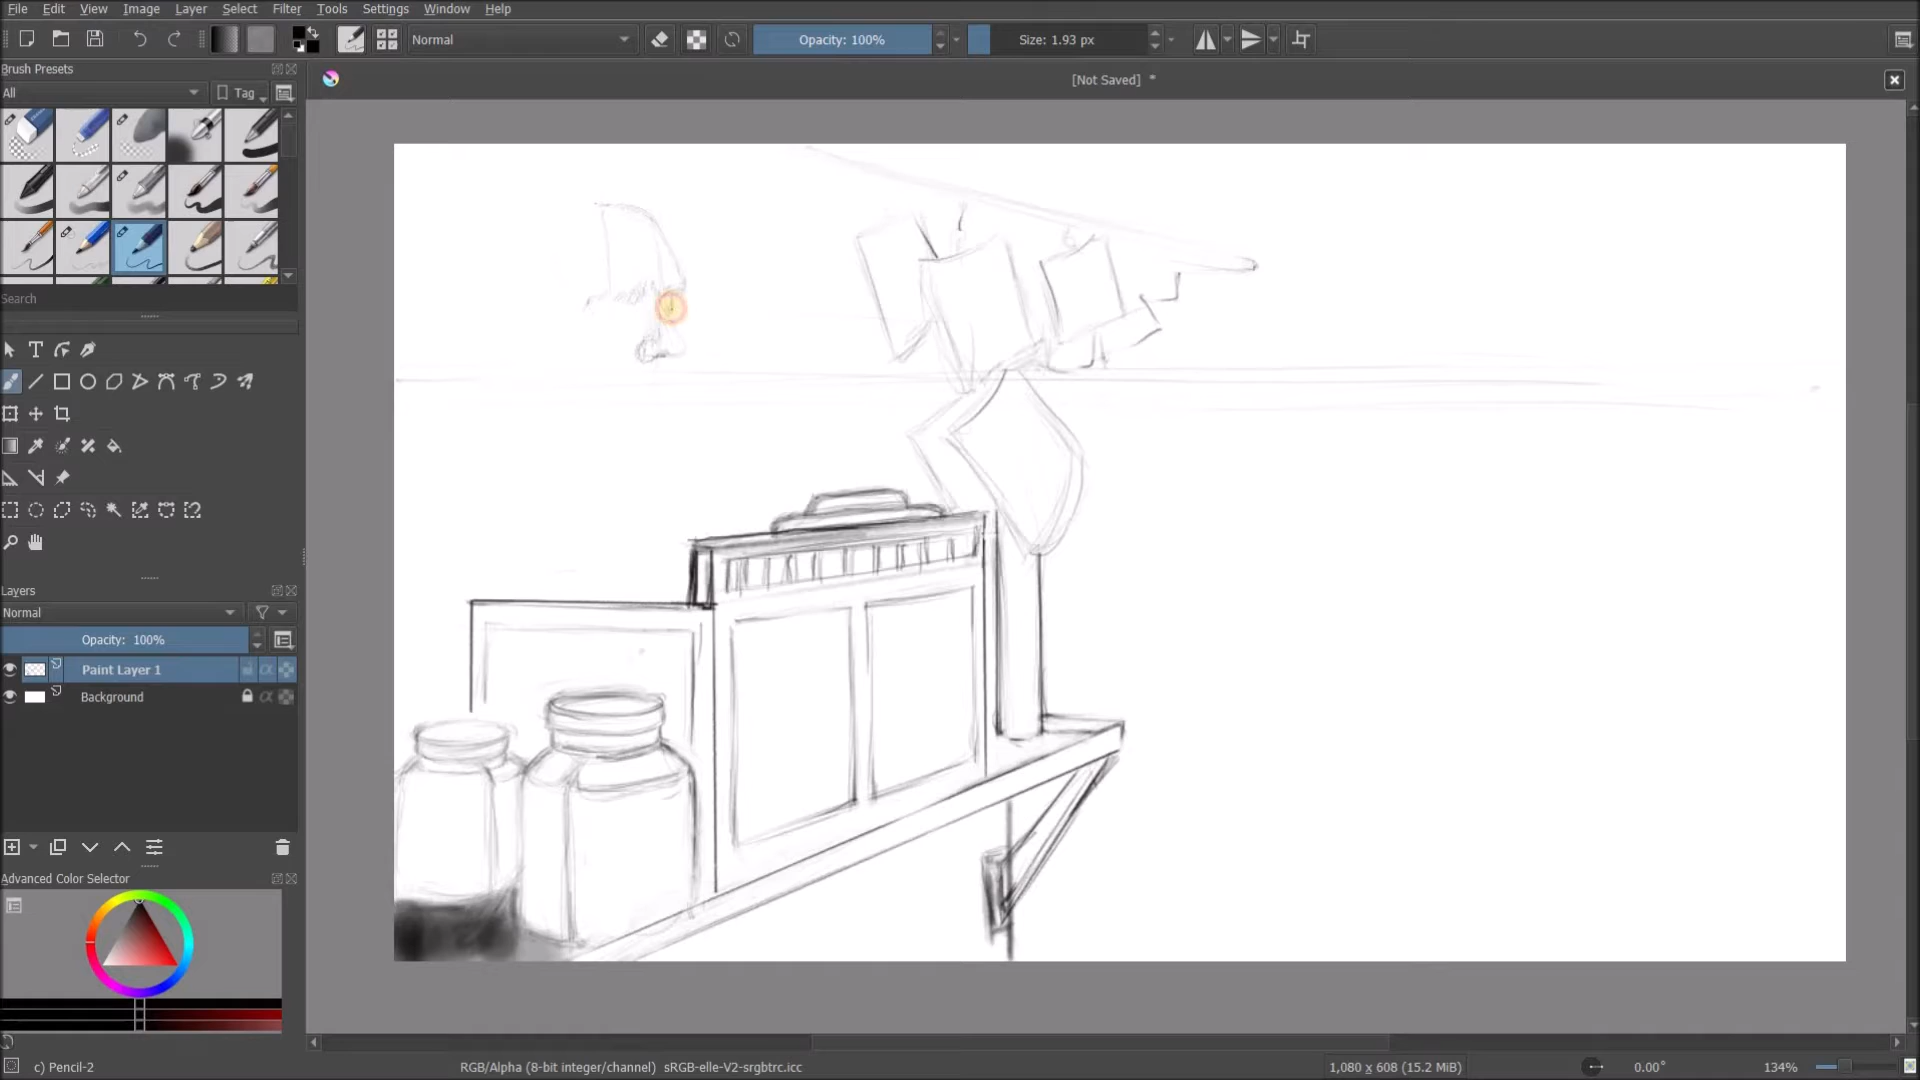 File Edit View Image Layer Select Filter Tools Settings Window Help
Normal
Opacity: 100%
Size: 1.93 px
Brush Presets
[Not Saved] *
All
Tag
Search
Layers
Normal
Opacity: 100%
Paint Layer 1
Background
Advanced Color Selector
c) Pencil-2
RGB/Alpha (8-bit integer/channel) sRGB-elle-V2-srgbtrc.icc
1,080 x 608 (15.2 MiB)
0.00°
134%